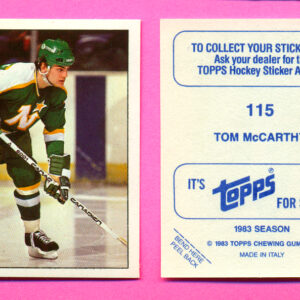 TO COLLECT YOUR STICK
Ask your dealer for th
TOPPS Hockey Sticker A
115
TOM McCARTH
IT'S topps
FOR S
1983 SEASON
BEND HERE
PEEL BACK
© 1983 TOPPS CHEWING GUM
MADE IN ITALY